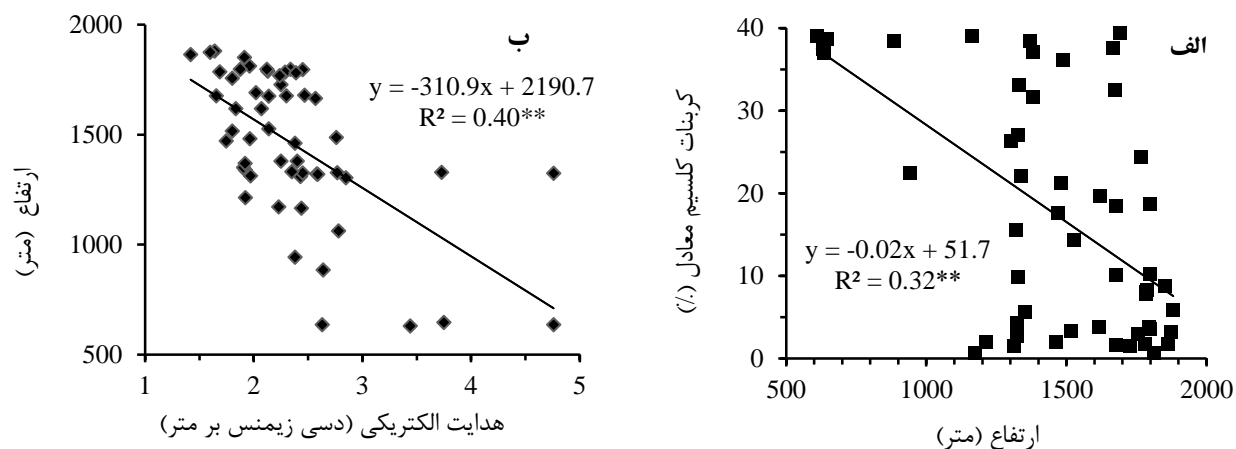 ب
y = -310.9x + 2190.7
R² = 0.40**
ارتفاع (متر)
2000
1500
1000
500
1
2
3
4
5
هدایت الکتریکی (دسی زیمنس بر متر)
الف
y = -0.02x + 51.7
R² = 0.32**
کربنات کلسیم معادل (٪)
40
30
20
10
0
500
1000
1500
2000
ارتفاع (متر)